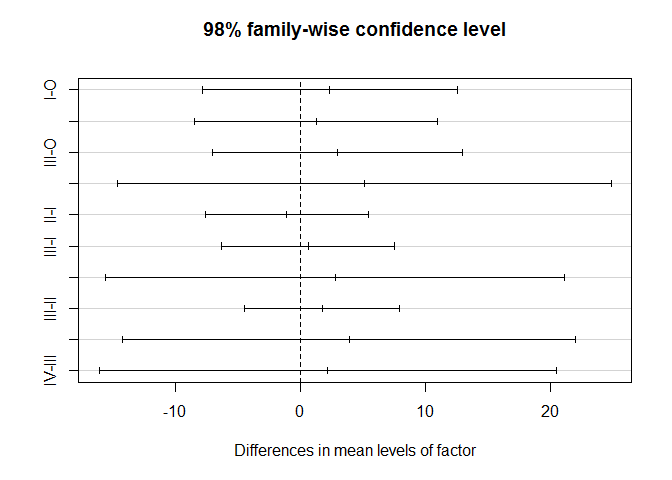 98% family-wise confidence level
I-O
III-O
II-I
III-I
III-II
IV-III
-10 0 10 20
Differences in mean levels of factor